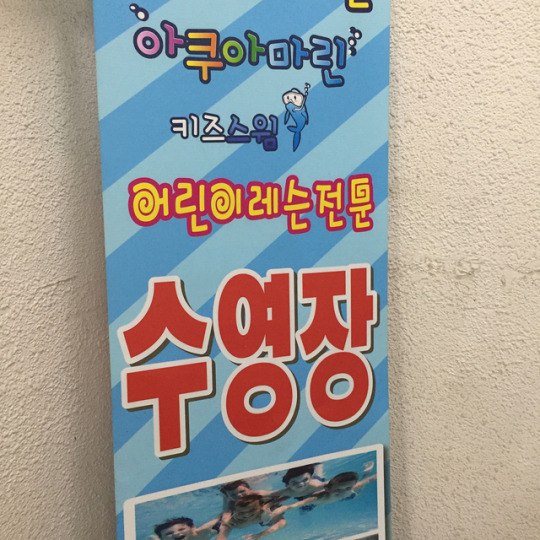 아쿠아마린
키즈스윔
어린이레슨전문
수영장